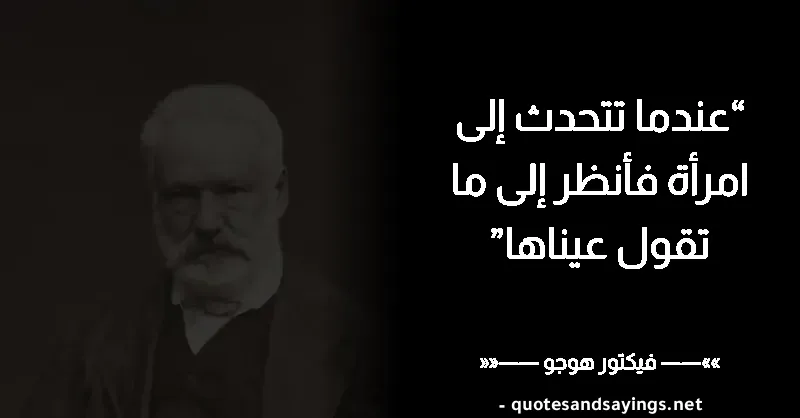 “عندما تتحدث إلى
امرأة فأنظر إلى ما
تقول عيناها”
»»—— فيكتور هوجو ——««
- quotesandsayings.net